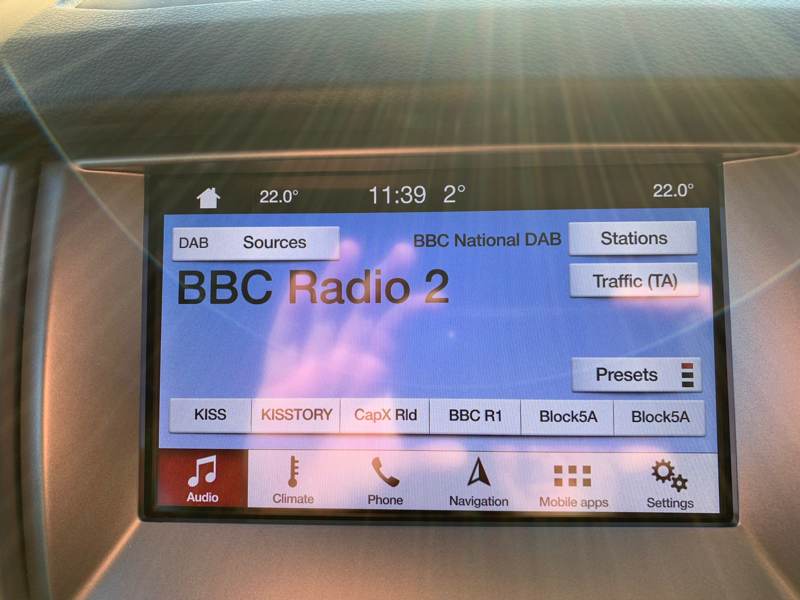 22.0° 11:39 2° 22.0°
DAB Sources BBC National DAB Stations
BBC Radio 2 Traffic (TA)
Presets
KISS KISSTORY CapX Rld BBC R1 Block5A Block5A
Audio Climate Phone Navigation Mobile apps Settings